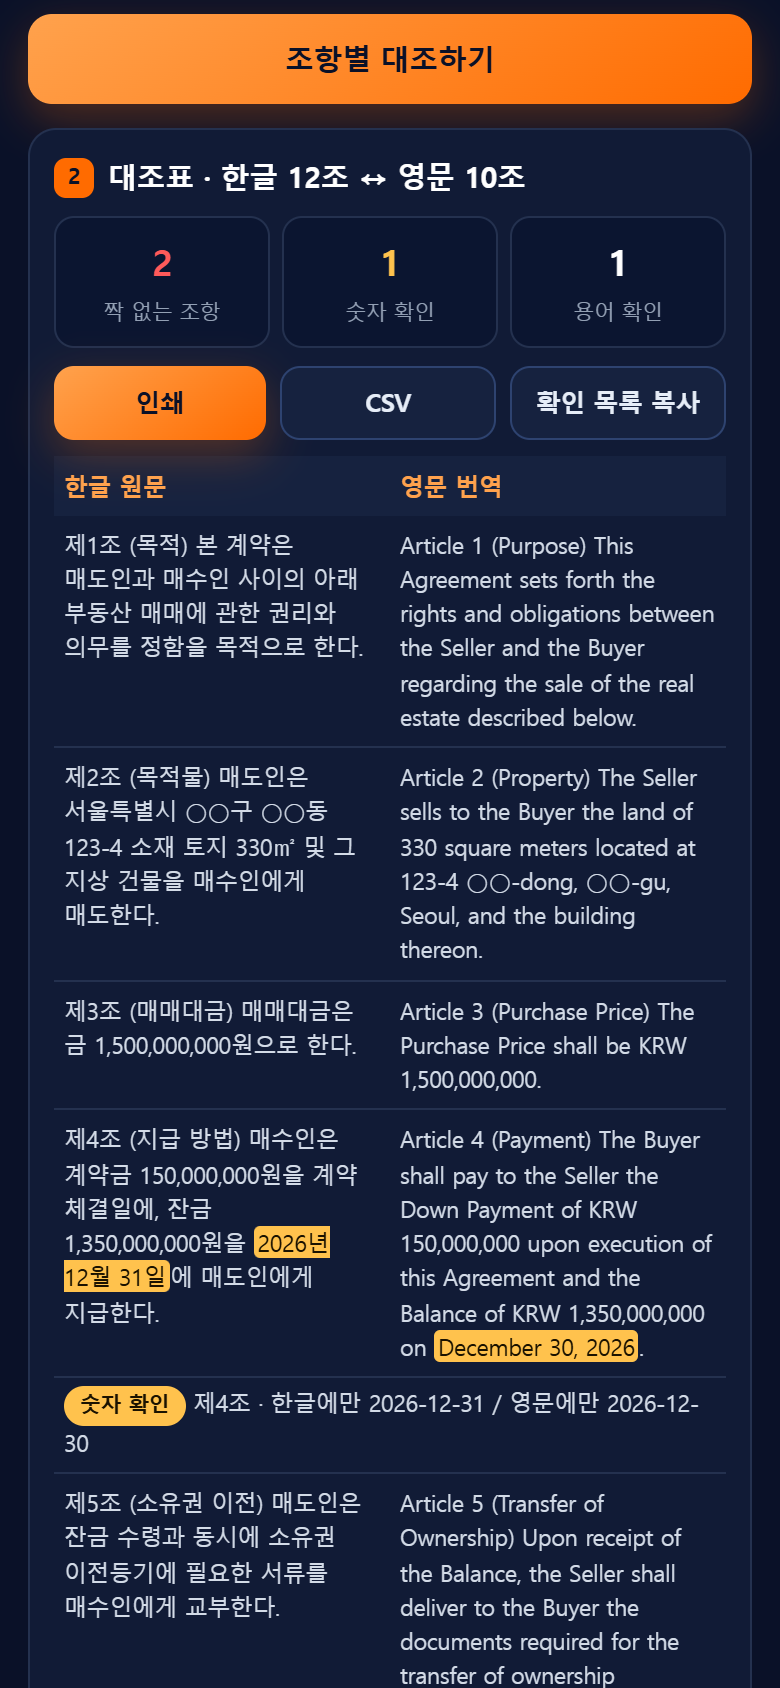 조항별 대조하기
2 대조표 · 한글 12조 ↔ 영문 10조
2
짝 없는 조항
1
숫자 확인
1
용어 확인
인쇄
CSV
확인 목록 복사
한글 원문
영문 번역
제1조 (목적) 본 계약은
매도인과 매수인 사이의 아래
부동산 매매에 관한 권리와
의무를 정함을 목적으로 한다.
Article 1 (Purpose) This
Agreement sets forth the
rights and obligations between
the Seller and the Buyer
regarding the sale of the real
estate described below.
제2조 (목적물) 매도인은
서울특별시 ○○구 ○○동
123-4 소재 토지 330㎡ 및 그
지상 건물을 매수인에게
매도한다.
Article 2 (Property) The Seller
sells to the Buyer the land of
330 square meters located at
123-4 ○○-dong, ○○-gu,
Seoul, and the building
thereon.
제3조 (매매대금) 매매대금은
금 1,500,000,000원으로 한다.
Article 3 (Purchase Price) The
Purchase Price shall be KRW
1,500,000,000.
제4조 (지급 방법) 매수인은
계약금 150,000,000원을 계약
체결일에, 잔금
1,350,000,000원을 2026년
12월 31일에 매도인에게
지급한다.
Article 4 (Payment) The Buyer
shall pay to the Seller the
Down Payment of KRW
150,000,000 upon execution of
this Agreement and the
Balance of KRW 1,350,000,000
on December 30, 2026.
숫자 확인 제4조 · 한글에만 2026-12-31 / 영문에만 2026-12-
30
제5조 (소유권 이전) 매도인은
잔금 수령과 동시에 소유권
이전등기에 필요한 서류를
매수인에게 교부한다.
Article 5 (Transfer of
Ownership) Upon receipt of
the Balance, the Seller shall
deliver to the Buyer the
documents required for the
transfer of ownership